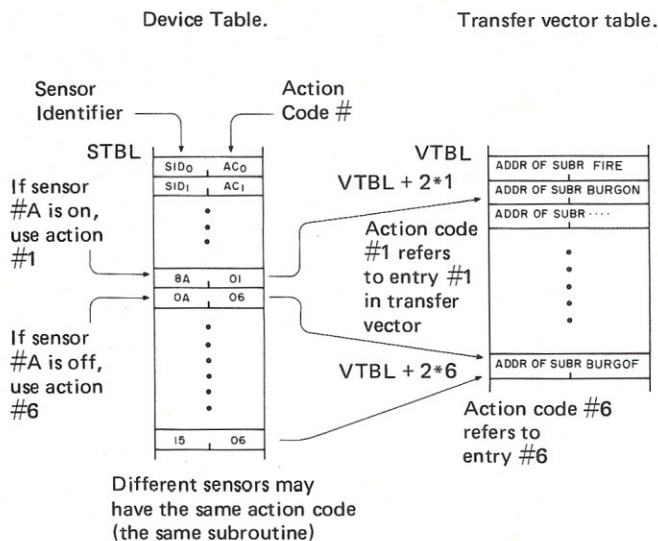 Device Table.
Transfer vector table.
Sensor
Identifier
Action
Code #
STBL
VTBL
SID0 AC0
SID1 AC1
ADDR OF SUBR FIRE
ADDR OF SUBR BURGON
ADDR OF SUBR ····
If sensor
#A is on,
use action
#1
VTBL + 2*1
Action code
#1 refers
to entry #1
in transfer
vector
8A 01
0A 06
If sensor
#A is off,
use action
#6
VTBL + 2*6
ADDR OF SUBR BURGOF
Action code #6
refers to
entry #6
15 06
Different sensors may
have the same action code
(the same subroutine)